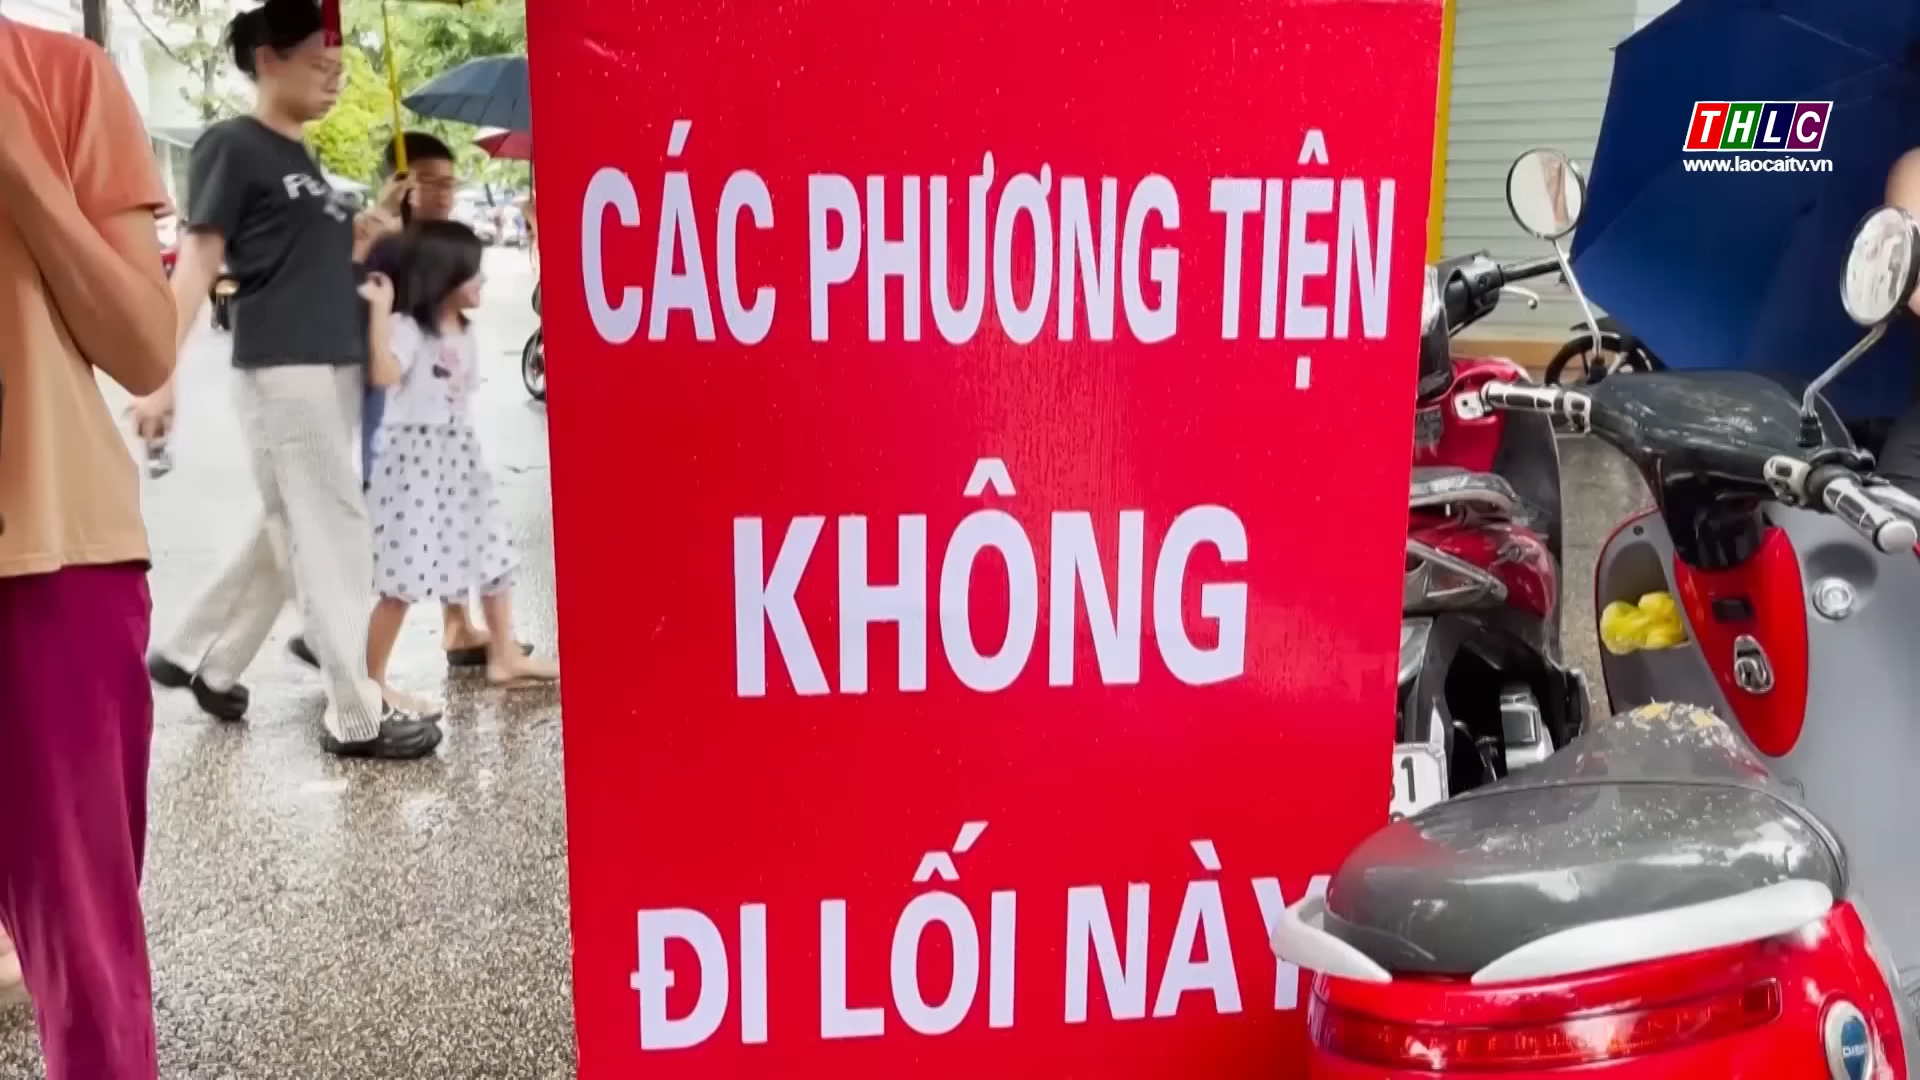 THLC
www.laocaitv.vn
CÁC PHƯƠNG TIỆN
KHÔNG
ĐI LỐI NÀY